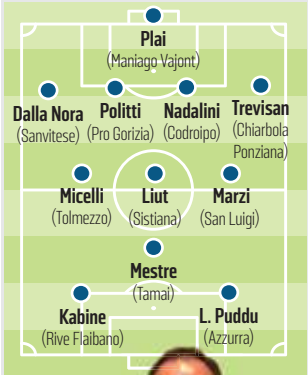 Plai
(Maniago Vajont)
Dalla Nora
(Sanvitese)
Politti
(Pro Gorizia)
Nadalini
(Codroipo)
Trevisan
(Chiarbola
Ponziana)
Micelli
(Tolmezzo)
Liut
(Sistiana)
Marzi
(San Luigi)
Mestre
(Tamai)
Kabine
(Rive Flaibano)
L. Puddu
(Azzurra)